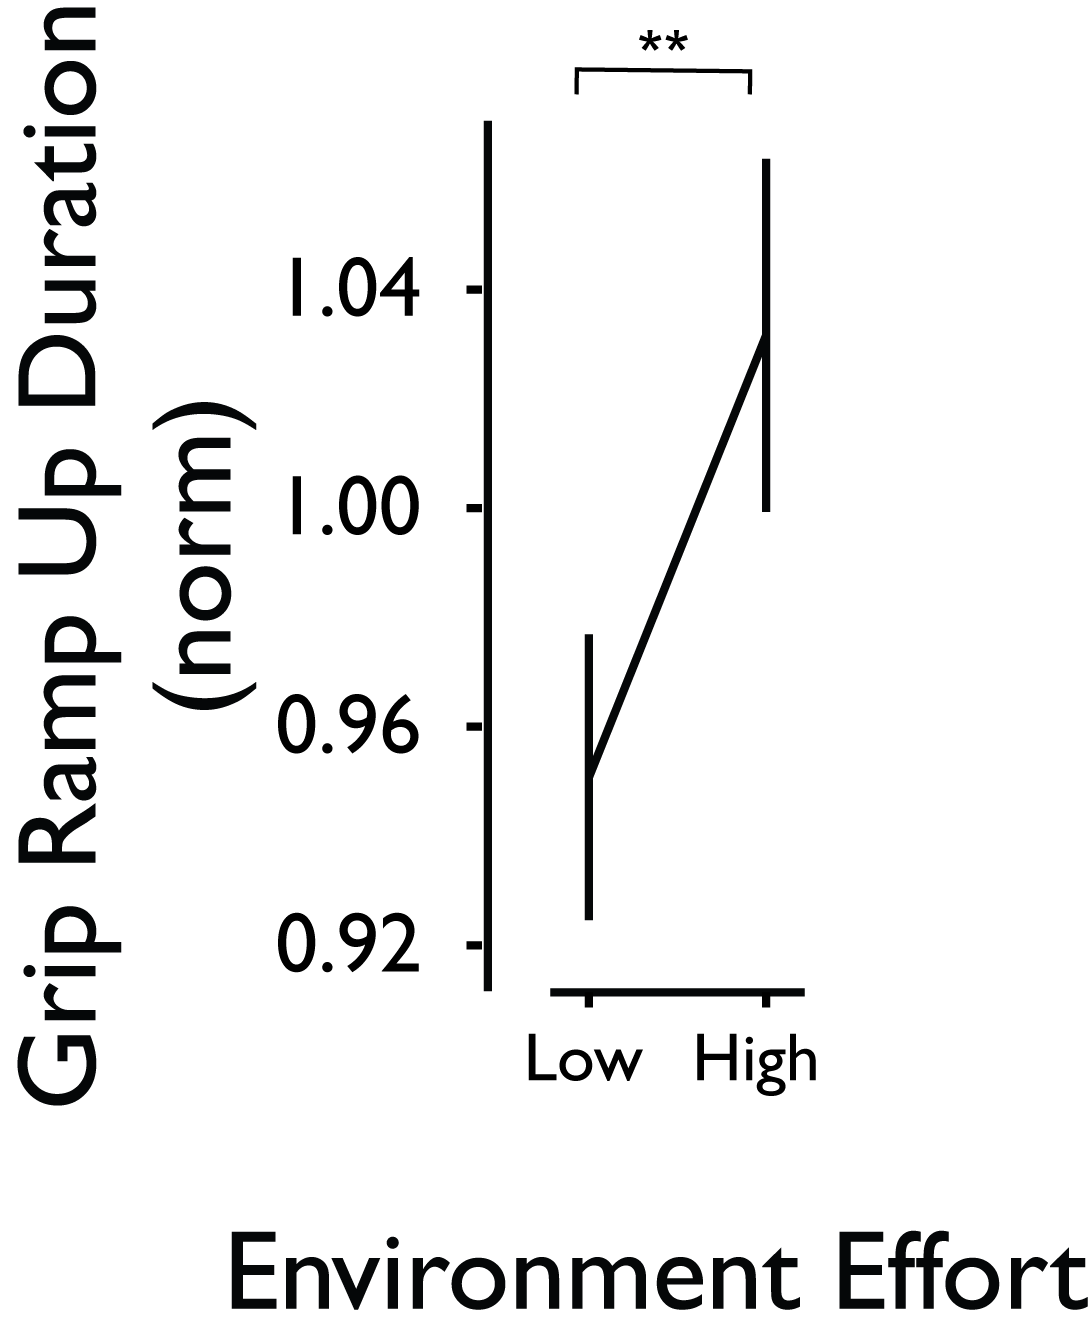 Grip Ramp Up Duration
(norm)
**
1.04
1.00
0.96
0.92
Low High
Environment Effort